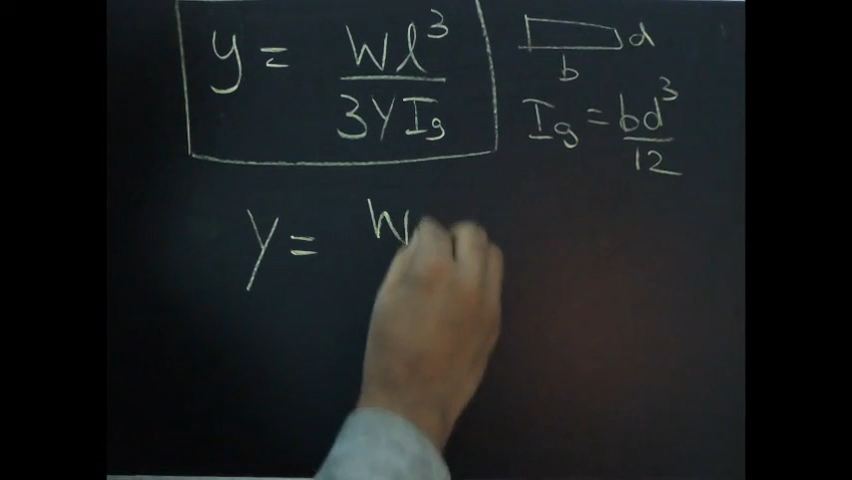 y = Wl³ / 3YIg
d
b
Ig = bd³ / 12
y = W